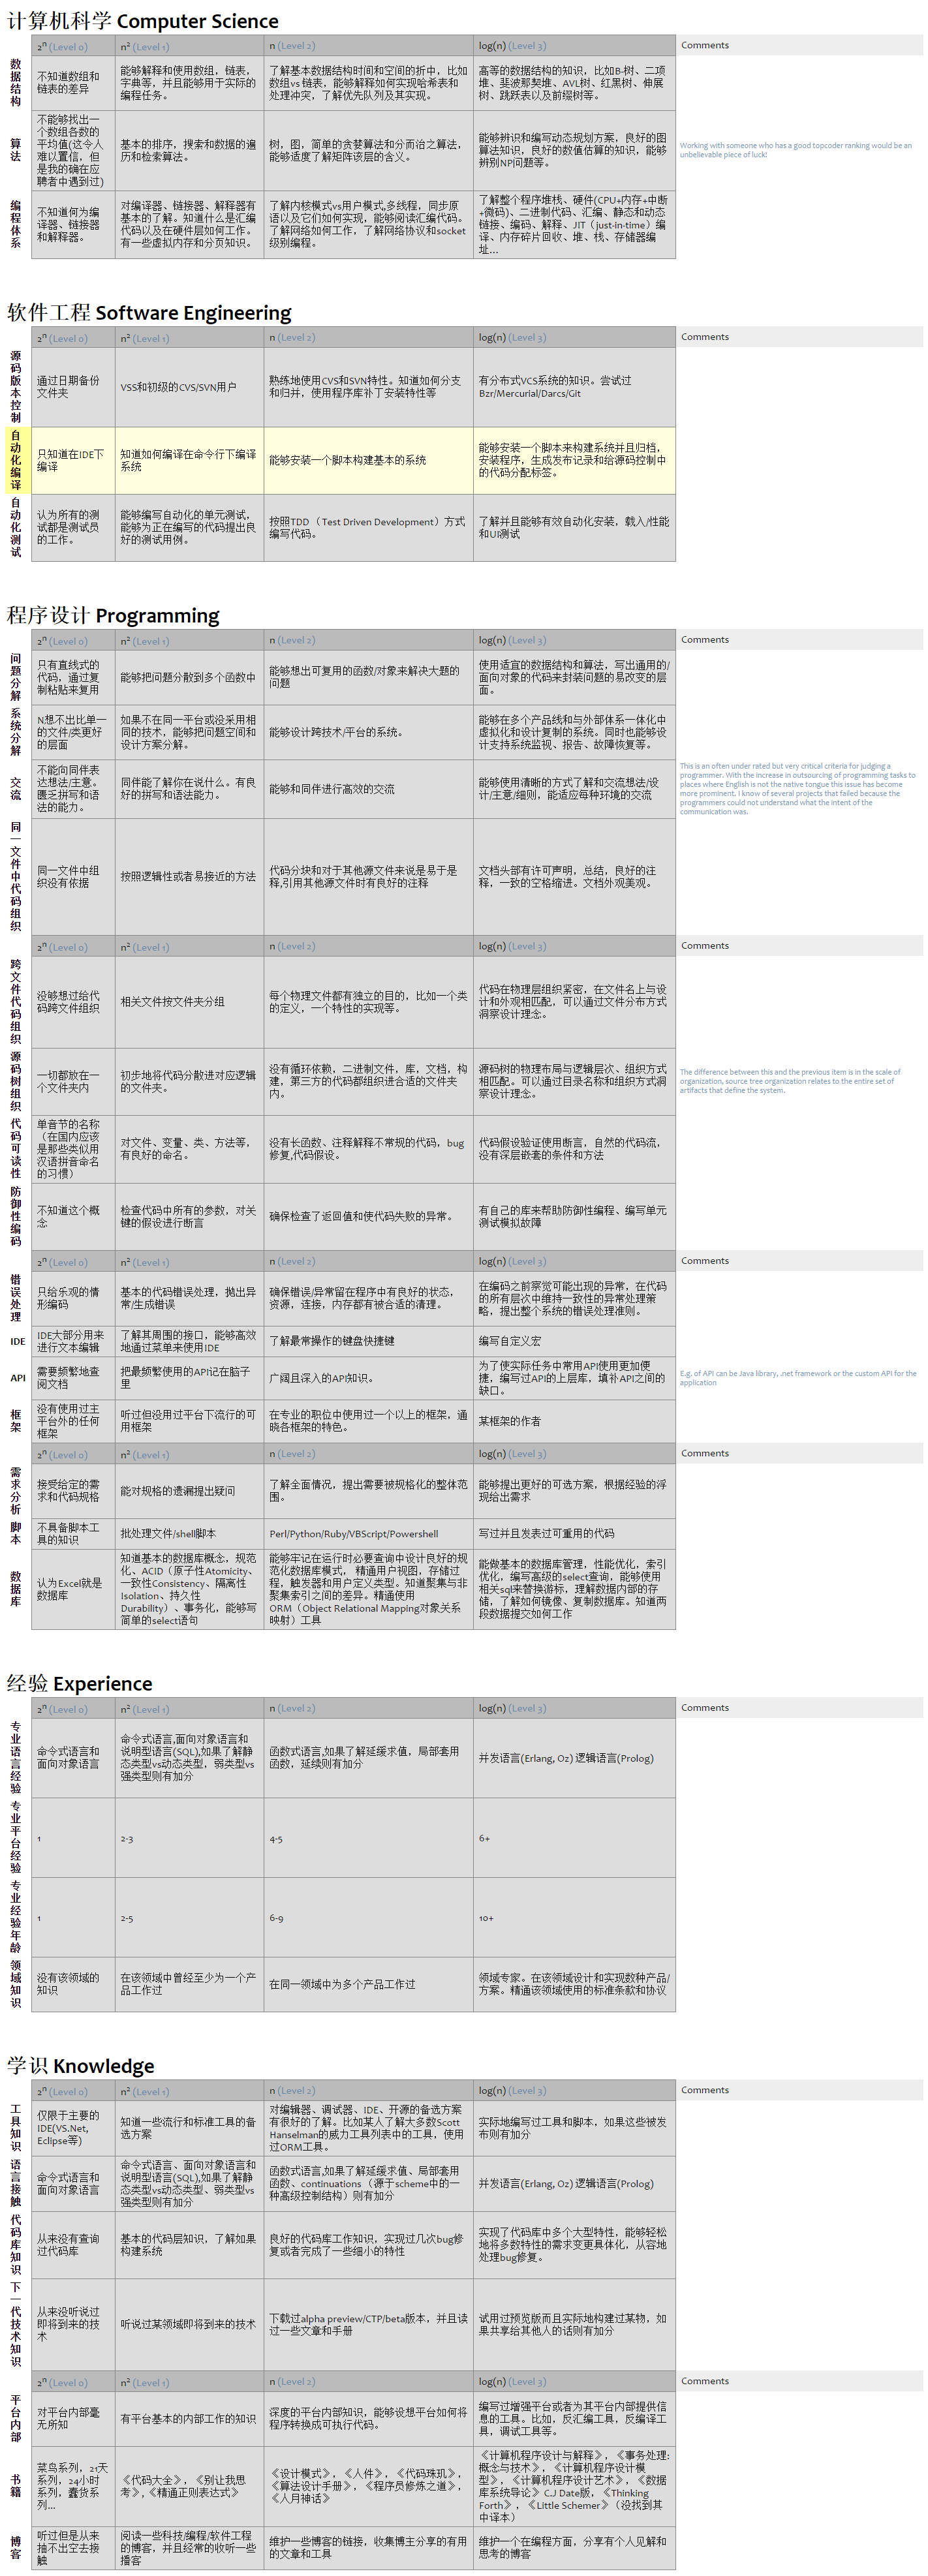 计算机科学 Computer Science
2ⁿ (Level 0)
n² (Level 1)
n (Level 2)
log(n) (Level 3)
Comments
数据结构
不知道数组和
链表的差异
能够解释和使用数组，链表，
字典等，并且能够用于实际的
编程任务。
了解基本数据结构时间和空间的折中，比如
数组vs 链表，能够解释如何实现哈希表和
处理冲突，了解优先队列及其实现。
高等的数据结构的知识，比如B-树、二项
堆、斐波那契堆、AVL树、红黑树、伸展
树、跳跃表以及前缀树等。
算法
不能够找出一
个数组各数的
平均值(这令人
难以置信，但
是我的确在应
聘者中遇到过)
基本的排序，搜索和数据的遍
历和检索算法。
树，图，简单的贪婪算法和分而治之算法，
能够适度了解矩阵该层的含义。
能够辨识和编写动态规划方案，良好的图
算法知识，良好的数值估算的知识，能够
辨别NP问题等。
Working with someone who has a good topcoder ranking would be an
unbelievable piece of luck!
编程体系
不知道何为编
译器、链接器
和解释器。
对编译器、链接器、解释器有
基本的了解。知道什么是汇编
代码以及在硬件层如何工作。
有一些虚拟内存和分页知识。
了解内核模式vs用户模式,多线程，同步原
语以及它们如何实现，能够阅读汇编代码。
了解网络如何工作，了解网络协议和socket
级别编程。
了解整个程序堆栈、硬件(CPU+内存+中断
+微码)、二进制代码、汇编、静态和动态
链接、编码、解释、JIT（just-in-time）编
译、内存碎片回收、堆、栈、存储器编
址…
软件工程 Software Engineering
2ⁿ (Level 0)
n² (Level 1)
n (Level 2)
log(n) (Level 3)
Comments
源码版本控制
通过日期备份
文件夹
VSS和初级的CVS/SVN用户
熟练地使用CVS和SVN特性。知道如何分支
和归并，使用程序库补丁安装特性等
有分布式VCS系统的知识。尝试过
Bzr/Mercurial/Darcs/Git
自动化编译
只知道在IDE下
编译
知道如何编译在命令行下编译
系统
能够安装一个脚本构建基本的系统
能够安装一个脚本来构建系统并且归档，
安装程序，生成发布记录和给源码控制中
的代码分配标签。
自动化测试
认为所有的测
试都是测试员
的工作。
能够编写自动化的单元测试，
能够为正在编写的代码提出良
好的测试用例。
按照TDD （Test Driven Development）方式
编写代码。
了解并且能够有效自动化安装，载入/性能
和UI测试
程序设计 Programming
2ⁿ (Level 0)
n² (Level 1)
n (Level 2)
log(n) (Level 3)
Comments
问题分解
只有直线式的
代码，通过复
制粘贴来复用
能够把问题分散到多个函数中
能够想出可复用的函数/对象来解决大题的
问题
使用适宜的数据结构和算法，写出通用的/
面向对象的代码来封装问题的易改变的层
面。
系统分解
N想不出比单一
的文件/类更好
的层面
如果不在同一平台或没采用相
同的技术，能够把问题空间和
设计方案分解。
能够设计跨技术/平台的系统。
能够在多个产品线和与外部体系一体化中
虚拟化和设计复制的系统。同时也能够设
计支持系统监视、报告、故障恢复等。
交流
不能向同伴表
达想法/主意。
匮乏拼写和语
法的能力。
同伴能了解你在说什么。有良
好的拼写和语法能力。
能够和同伴进行高效的交流
能够使用清晰的方式了解和交流想法/设
计/主意/细则，能适应每种环境的交流
This is an often under rated but very critical criteria for judging a
programmer. With the increase in outsourcing of programming tasks to
places where English is not the native tongue this issue has become
more prominent. I know of several projects that failed because the
programmers could not understand what the intent of the
communication was.
同一文件中代码组织
同一文件中组
织没有依据
按照逻辑性或者易接近的方法
代码分块和对于其他源文件来说是易于是
释,引用其他源文件时有良好的注释
文档头部有许可声明，总结，良好的注
释，一致的空格缩进。文档外观美观。
2ⁿ (Level 0)
n² (Level 1)
n (Level 2)
log(n) (Level 3)
Comments
跨文件代码组织
没够想过给代
码跨文件组织
相关文件按文件夹分组
每个物理文件都有独立的目的，比如一个类
的定义，一个特性的实现等。
代码在物理层组织紧密，在文件名上与设
计和外观相匹配，可以通过文件分布方式
洞察设计理念。
源码树组织
一切都放在一
个文件夹内
初步地将代码分散进对应逻辑
的文件夹。
没有循环依赖，二进制文件，库，文档，构
建，第三方的代码都组织进合适的文件夹
内。
源码树的物理布局与逻辑层次、组织方式
相匹配。可以通过目录名称和组织方式洞
察设计理念。
The difference between this and the previous item is in the scale of
organization, source tree organization relates to the entire set of
artifacts that define the system.
代码可读性
单音节的名称
（在国内应该
是那些类似用
汉语拼音命名
的习惯）
对文件、变量、类、方法等，
有良好的命名。
没有长函数、注释解释不常规的代码，bug
修复,代码假设。
代码假设验证使用断言，自然的代码流，
没有深层嵌套的条件和方法
防御性编码
不知道这个概
念
检查代码中所有的参数，对关
键的假设进行断言
确保检查了返回值和使代码失败的异常。
有自己的库来帮助防御性编程、编写单元
测试模拟故障
2ⁿ (Level 0)
n² (Level 1)
n (Level 2)
log(n) (Level 3)
Comments
错误处理
只给乐观的情
形编码
基本的代码错误处理，抛出异
常/生成错误
确保错误/异常留在程序中有良好的状态，
资源，连接，内存都有被合适的清理。
在编码之前察觉可能出现的异常，在代码
的所有层次中维持一致性的异常处理策
略，提出整个系统的错误处理准则。
IDE
IDE大部分用来
进行文本编辑
了解其周围的接口，能够高效
地通过菜单来使用IDE
了解最常操作的键盘快捷键
编写自定义宏
API
需要频繁地查
阅文档
把最频繁使用的API记在脑子
里
广阔且深入的API知识。
为了使实际任务中常用API使用更加便
捷，编写过API的上层库，填补API之间的
缺口。
E.g. of API can be Java library, .net framework or the custom API for the
application
框架
没有使用过主
平台外的任何
框架
听过但没用过平台下流行的可
用框架
在专业的职位中使用过一个以上的框架，通
晓各框架的特色。
某框架的作者
2ⁿ (Level 0)
n² (Level 1)
n (Level 2)
log(n) (Level 3)
Comments
需求分析
接受给定的需
求和代码规格
能对规格的遗漏提出疑问
了解全面情况，提出需要被规格化的整体范
围。
能够提出更好的可选方案，根据经验的浮
现给出需求
脚本
不具备脚本工
具的知识
批处理文件/shell脚本
Perl/Python/Ruby/VBScript/Powershell
写过并且发表过可重用的代码
数据库
认为Excel就是
数据库
知道基本的数据库概念，规范
化、ACID（原子性Atomicity、
一致性Consistency、隔离性
Isolation、持久性
Durability）、事务化，能够写
简单的select语句
能够牢记在运行时必要查询中设计良好的规
范化数据库模式， 精通用户视图，存储过
程，触发器和用户定义类型。知道聚集与非
聚集索引之间的差异。精通使用
ORM（Object Relational Mapping对象关系
映射）工具
能做基本的数据库管理，性能优化，索引
优化，编写高级的select查询，能够使用
相关sql来替换游标，理解数据内部的存
储，了解如何镜像、复制数据库。知道两
段数据提交如何工作
经验 Experience
2ⁿ (Level 0)
n² (Level 1)
n (Level 2)
log(n) (Level 3)
Comments
专业语言经验
命令式语言和
面向对象语言
命令式语言,面向对象语言和
说明型语言(SQL),如果了解静
态类型vs动态类型，弱类型vs
强类型则有加分
函数式语言,如果了解延缓求值，局部套用
函数，延续则有加分
并发语言(Erlang, Oz) 逻辑语言(Prolog)
专业平台经验
1
2-3
4-5
6+
专业经验年龄
1
2-5
6-9
10+
领域知识
没有该领域的
知识
在该领域中曾经至少为一个产
品工作过
在同一领域中为多个产品工作过
领域专家。在该领域设计和实现数种产品/
方案。精通该领域使用的标准条款和协议
学识 Knowledge
2ⁿ (Level 0)
n² (Level 1)
n (Level 2)
log(n) (Level 3)
Comments
工具知识
仅限于主要的
IDE(VS.Net,
Eclipse等)
知道一些流行和标准工具的备
选方案
对编辑器、调试器、IDE、开源的备选方案
有很好的了解。比如某人了解大多数Scott
Hanselman的威力工具列表中的工具，使用
过ORM工具。
实际地编写过工具和脚本，如果这些被发
布则有加分
语言接触
命令式语言和
面向对象语言
命令式语言、面向对象语言和
说明型语言(SQL),如果了解静
态类型vs动态类型、弱类型vs
强类型则有加分
函数式语言,如果了解延缓求值、局部套用
函数、continuations （源于scheme中的一
种高级控制结构）则有加分
并发语言(Erlang, Oz) 逻辑语言(Prolog)
代码库知识
从来没有查询
过代码库
基本的代码层知识，了解如果
构建系统
良好的代码库工作知识，实现过几次bug修
复或者完成了一些细小的特性
实现了代码库中多个大型特性，能够轻松
地将多数特性的需求变更具体化，从容地
处理bug修复。
下一代技术知识
从来没听说过
即将到来的技
术
听说过某领域即将到来的技术
下载过alpha preview/CTP/beta版本，并且读
过一些文章和手册
试用过预览版而且实际地构建过某物，如
果共享给其他人的话则有加分
2ⁿ (Level 0)
n² (Level 1)
n (Level 2)
log(n) (Level 3)
Comments
平台内部
对平台内部毫
无所知
有平台基本的内部工作的知识
深度的平台内部知识，能够设想平台如何将
程序转换成可执行代码。
编写过增强平台或者为其平台内部提供信
息的工具。比如，反汇编工具，反编译工
具，调试工具等。
书籍
菜鸟系列，21天
系列，24小时
系列，蠢货系
列...
《代码大全》，《别让我思
考》,《精通正则表达式》
《设计模式》，《人件》，《代码珠玑》，
《算法设计手册》，《程序员修炼之道》，
《人月神话》
《计算机程序设计与解释》，《事务处理:
概念与技术》，《计算机程序设计模
型》，《计算机程序设计艺术》，《数据
库系统导论》 C.J Date版，《Thinking
Forth》，《Little Schemer》（没找到其
中译本）
博客
听过但是从来
抽不出空去接
触
阅读一些科技/编程/软件工程
的博客，并且经常的收听一些
播客
维护一些博客的链接，收集博主分享的有用
的文章和工具
维护一个在编程方面，分享有个人见解和
思考的博客